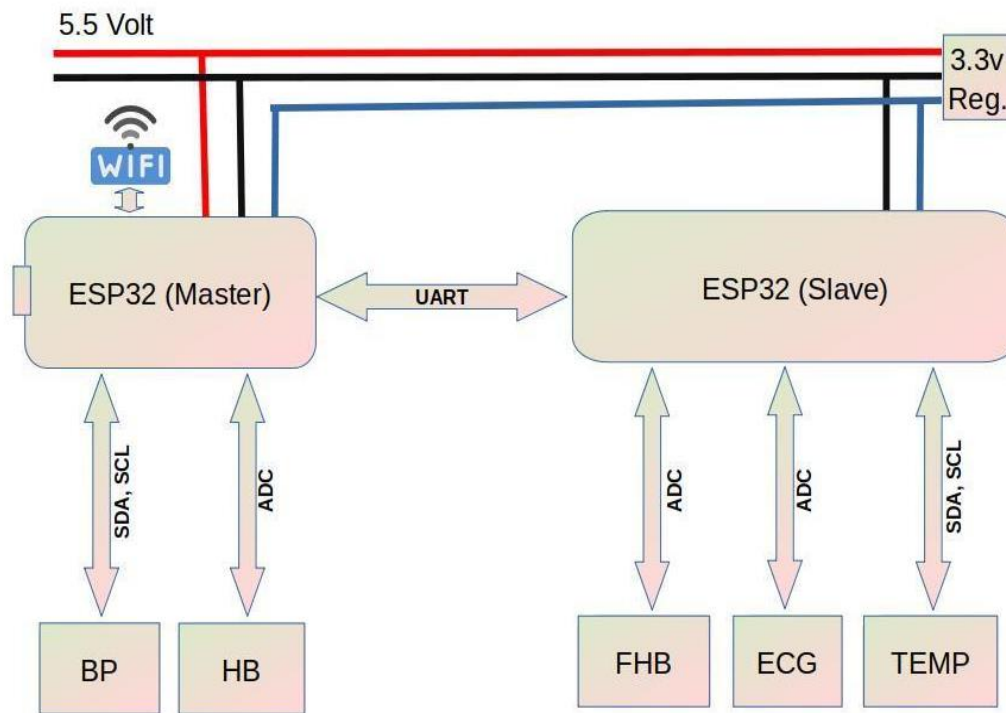 5.5 Volt
3.3v
Reg.
WIFI
ESP32 (Master)
UART
ESP32 (Slave)
SDA, SCL
ADC
ADC
ADC
SDA, SCL
BP
HB
FHB
ECG
TEMP